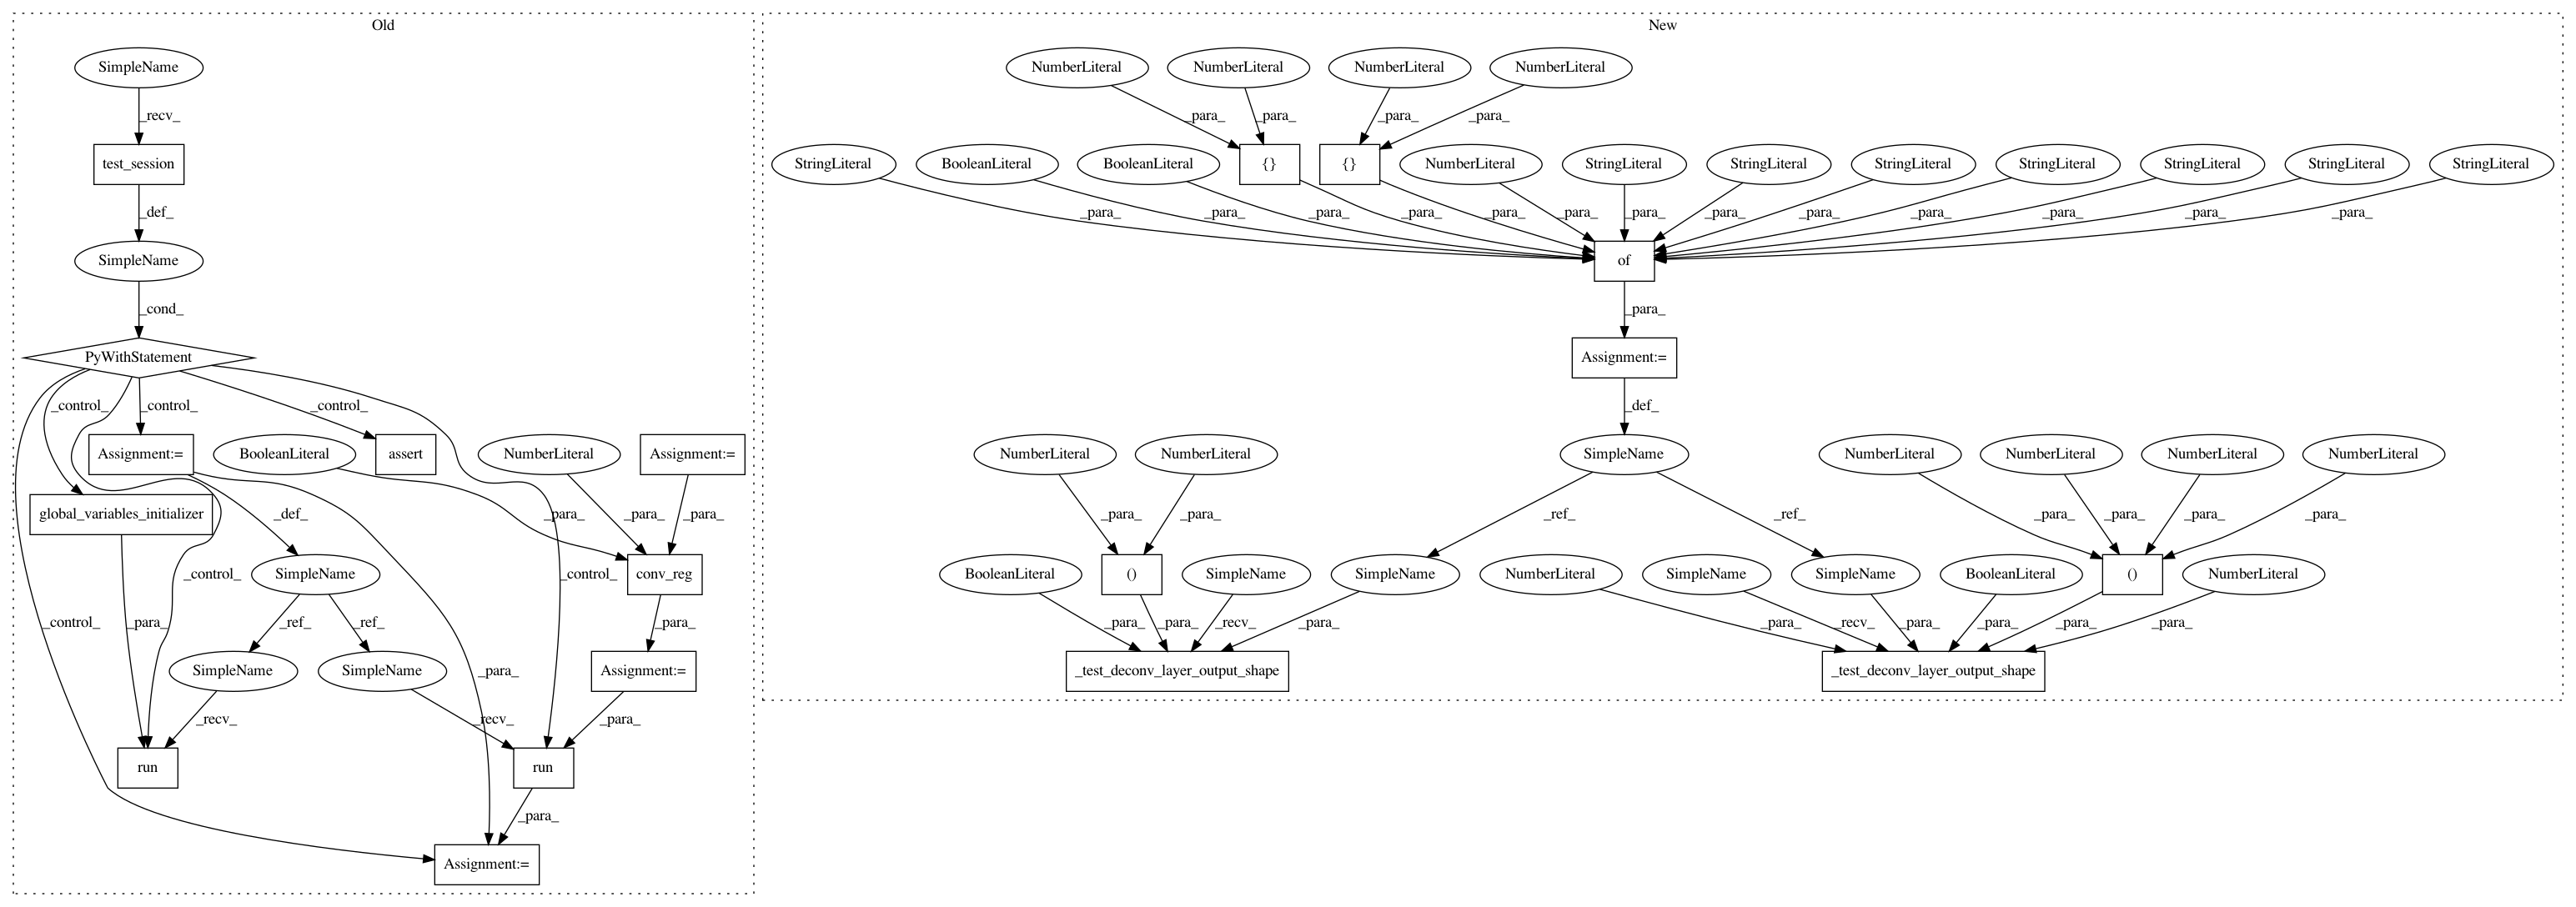 Old
SimpleName
_recv_
test_session
_def_
SimpleName
_cond_
PyWithStatement
_control_
_control_
_control_
Assignment:=
BooleanLiteral
assert
NumberLiteral
Assignment:=
global_variables_initializer
_def_
_para_
_para_
_para_
SimpleName
_control_
_control_
conv_reg
_control_
_para_
_ref_
_ref_
_para_
SimpleName
SimpleName
_para_
Assignment:=
_recv_
_recv_
_para_
run
run
_para_
Assignment:=
New
NumberLiteral
NumberLiteral
NumberLiteral
NumberLiteral
_para_
_para_
_para_
_para_
StringLiteral
BooleanLiteral
BooleanLiteral
{}
{}
NumberLiteral
StringLiteral
StringLiteral
StringLiteral
StringLiteral
StringLiteral
StringLiteral
StringLiteral
_para_
_para_
_para_
_para_
_para_
_para_
_para_
_para_
_para_
_para_
_para_
_para_
_para_
of
_para_
Assignment:=
_def_
NumberLiteral
NumberLiteral
SimpleName
NumberLiteral
NumberLiteral
NumberLiteral
NumberLiteral
_para_
_para_
_ref_
_ref_
_para_
_para_
_para_
_para_
BooleanLiteral
()
SimpleName
SimpleName
NumberLiteral
SimpleName
SimpleName
BooleanLiteral
()
NumberLiteral
_para_
_para_
_recv_
_para_
_para_
_recv_
_para_
_para_
_para_
_para_
_test_deconv_layer_output_shape
_test_deconv_layer_output_shape